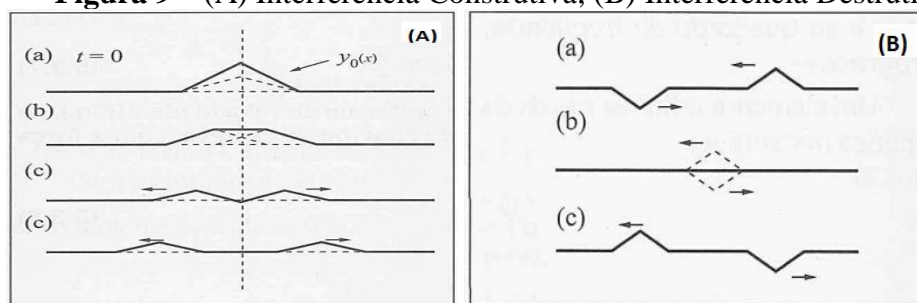 Figura 9 – (A) Interferência Construtiva; (B) Interferência Destrutiva
(A)
(a) t = 0
y₀(x)
(b)
(c)
(c)
(B)
(a)
(b)
(c)